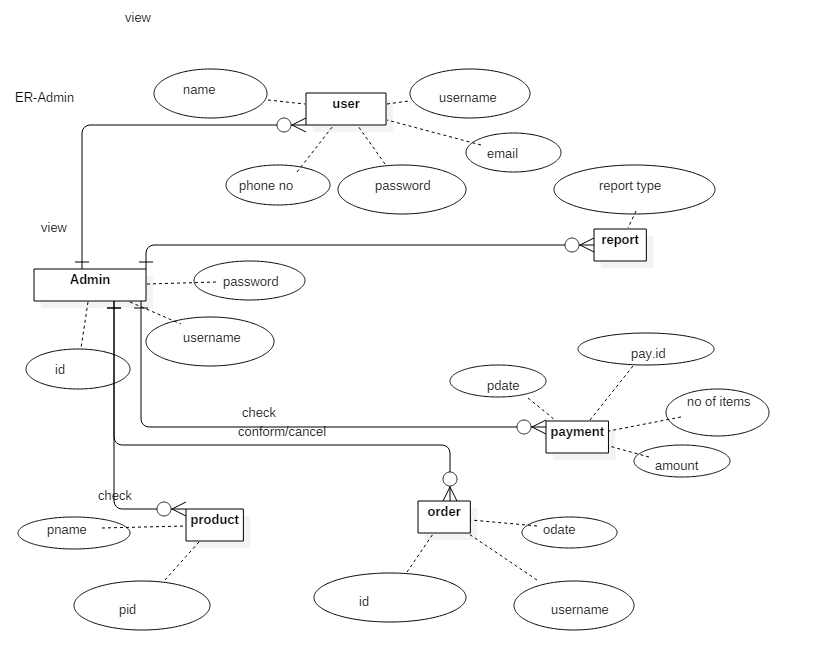 view
ER-Admin
name
user
username
email
phone no
password
report type
view
report
Admin
password
username
id
pay.id
pdate
no of items
check
conform/cancel
payment
amount
check
product
order
pname
odate
pid
id
username